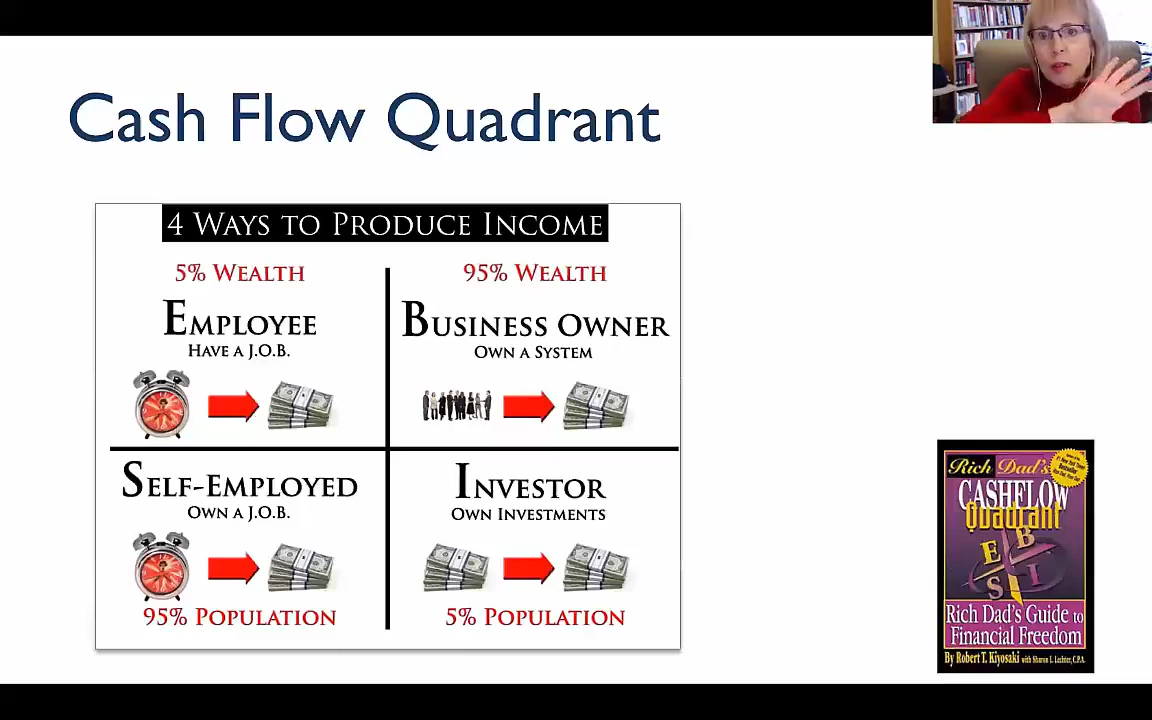 Cash Flow Quadrant
4 WAYS TO PRODUCE INCOME
5% WEALTH
95% WEALTH
EMPLOYEE
HAVE A J.O.B.
BUSINESS OWNER
OWN A SYSTEM
SELF-EMPLOYED
OWN A J.O.B.
INVESTOR
OWN INVESTMENTS
95% POPULATION
5% POPULATION
Rich Dad's
CASHFLOW
Quadrant
E
B
S
I
Rich Dad's Guide to
Financial Freedom
By Robert T. Kiyosaki with Sharon L. Lechter, C.P.A.